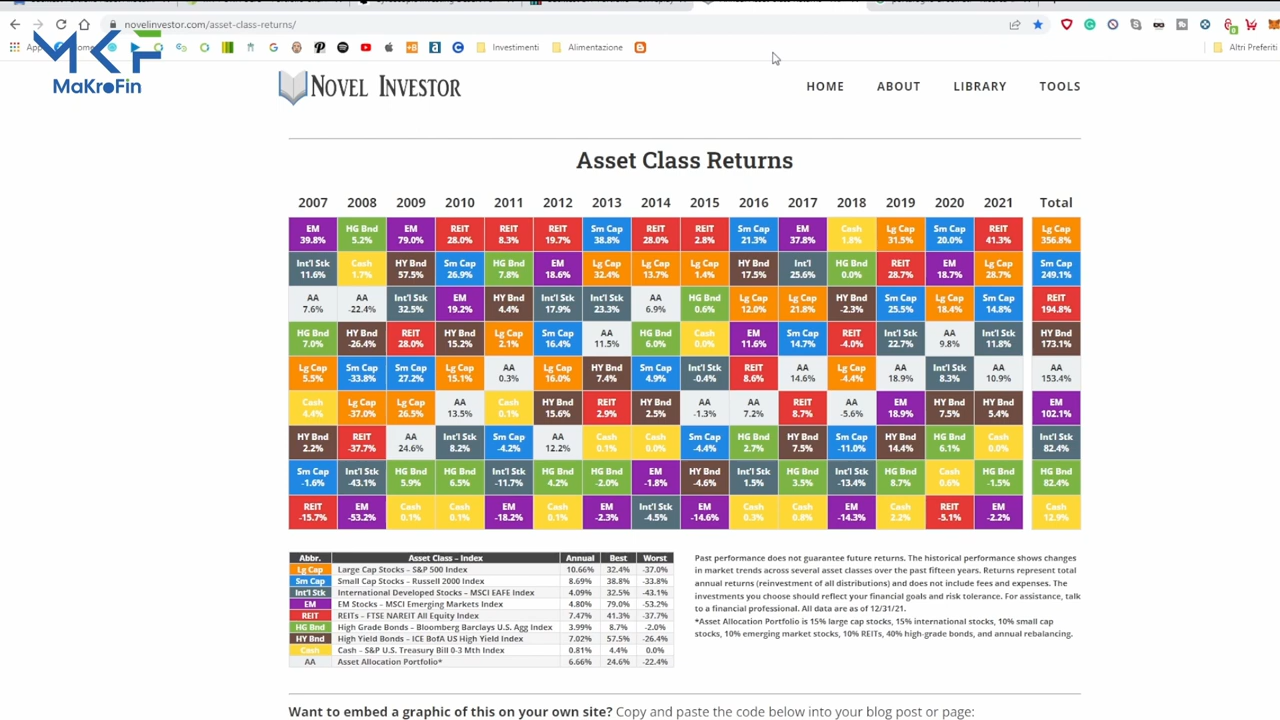 novelinvestor.com/asset-class-returns/
Investimenti Alimentazione Altri Preferiti
MKF
MaKroFin
NOVEL INVESTOR HOME ABOUT LIBRARY TOOLS
Asset Class Returns
2007 2008 2009 2010 2011 2012 2013 2014 2015 2016 2017 2018 2019 2020 2021 Total
EM HG Bnd EM REIT REIT REIT Sm Cap REIT REIT Sm Cap EM Cash Lg Cap Sm Cap REIT Lg Cap
39.8% 5.2% 79.0% 28.0% 8.3% 19.7% 38.8% 28.0% 2.8% 21.3% 37.8% 1.8% 31.5% 20.0% 41.3% 356.8%
Int'l Stk Cash HY Bnd Sm Cap HG Bnd EM Lg Cap Lg Cap Lg Cap HY Bnd Int'l HG Bnd REIT EM Lg Cap Sm Cap
11.6% 1.7% 57.5% 26.9% 7.8% 18.6% 32.4% 13.7% 1.4% 17.5% 25.6% 0.0% 28.7% 18.7% 28.7% 249.1%
AA AA Int'l Stk EM HY Bnd Int'l Stk Int'l Stk AA HG Bnd Lg Cap Lg Cap HY Bnd Sm Cap Lg Cap Sm Cap REIT
7.6% -22.4% 32.5% 19.2% 4.4% 17.9% 23.3% 6.9% 0.6% 12.0% 21.8% -2.3% 25.5% 18.4% 14.8% 194.8%
HG Bnd HY Bnd REIT HY Bnd Lg Cap Sm Cap AA HG Bnd Cash EM Sm Cap REIT Int'l Stk AA Int'l Stk HY Bnd
7.0% -26.4% 28.0% 15.2% 2.1% 16.4% 11.5% 6.0% 0.0% 11.6% 14.7% -4.0% 22.7% 9.8% 11.8% 173.1%
Lg Cap Sm Cap Sm Cap Lg Cap AA Lg Cap HY Bnd Sm Cap Int'l Stk REIT AA Lg Cap AA Int'l Stk AA AA
5.5% -33.8% 27.2% 15.1% 0.3% 16.0% 7.4% 4.9% -0.4% 8.6% 14.6% -4.4% 18.9% 8.3% 10.9% 153.4%
Cash Lg Cap Lg Cap AA Cash HY Bnd REIT HY Bnd AA AA REIT AA EM HY Bnd HY Bnd EM
4.4% -37.0% 26.5% 13.5% 0.1% 15.6% 2.9% 2.5% -1.3% 7.2% 8.7% -5.6% 18.9% 7.5% 5.4% 102.1%
HY Bnd REIT AA Int'l Stk Sm Cap AA Cash Cash Sm Cap HG Bnd HY Bnd Sm Cap HY Bnd HG Bnd Cash Int'l Stk
2.2% -37.7% 24.6% 8.2% -4.2% 12.2% 0.1% 0.0% -4.4% 2.7% 7.5% -11.0% 14.4% 6.1% 0.0% 82.4%
Sm Cap Int'l Stk HG Bnd HG Bnd Int'l Stk HG Bnd HG Bnd EM HY Bnd Int'l Stk HG Bnd Int'l Stk HG Bnd Cash HG Bnd HG Bnd
-1.6% -43.1% 5.9% 6.5% -11.7% 4.2% -2.0% -1.8% -4.6% 1.5% 3.5% -13.4% 8.7% 0.6% -1.5% 82.4%
REIT EM Cash Cash EM Cash EM Int'l Stk EM Cash Cash EM Cash REIT EM Cash
-15.7% -53.2% 0.1% 0.1% -18.2% 0.1% -2.3% -4.5% -14.6% 0.3% 0.8% -14.3% 2.2% -5.1% -2.2% 12.9%
Abbr. Asset Class – Index Annual Best Worst
Lg Cap Large Cap Stocks – S&P 500 Index 10.66% 32.4% -37.0%
Sm Cap Small Cap Stocks – Russell 2000 Index 8.69% 38.8% -33.8%
Int'l Stk International Developed Stocks – MSCI EAFE Index 4.09% 32.5% -43.1%
EM EM Stocks – MSCI Emerging Markets Index 4.80% 79.0% -53.2%
REIT REITs – FTSE NAREIT All Equity Index 7.47% 41.3% -37.7%
HG Bnd High Grade Bonds – Bloomberg Barclays U.S. Agg Index 3.99% 8.7% -2.0%
HY Bnd High Yield Bonds – ICE BofA US High Yield Index 7.02% 57.5% -26.4%
Cash Cash – S&P U.S. Treasury Bill 0-3 Mth Index 0.81% 4.4% 0.0%
AA Asset Allocation Portfolio* 6.66% 24.6% -22.4%
Past performance does not guarantee future returns. The historical performance shows changes
in market trends across several asset classes over the past fifteen years. Returns represent total
annual returns (reinvestment of all distributions) and does not include fees and expenses. The
investments you choose should reflect your financial goals and risk tolerance. For assistance, talk
to a financial professional. All data are as of 12/31/21.
*Asset Allocation Portfolio is 15% large cap stocks, 15% international stocks, 10% small cap
stocks, 10% emerging market stocks, 10% REITs, 40% high-grade bonds, and annual rebalancing.
Want to embed a graphic of this on your own site? Copy and paste the code below into your blog post or page: